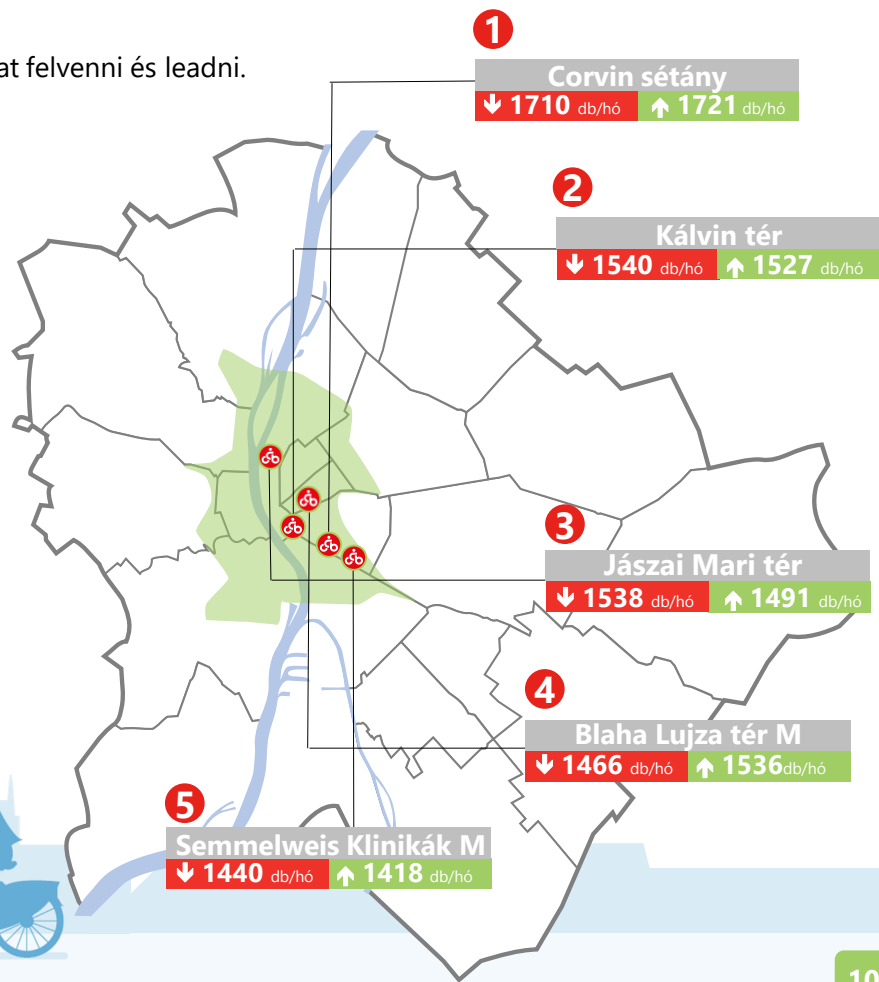 at felvenni és leadni.
1
Corvin sétány
1710 db/hó 1721 db/hó
2
Kálvin tér
1540 db/hó 1527 db/hó
3
Jászai Mari tér
1538 db/hó 1491 db/hó
4
Blaha Lujza tér M
1466 db/hó 1536db/hó
5
Semmelweis Klinikák M
1440 db/hó 1418 db/hó
10